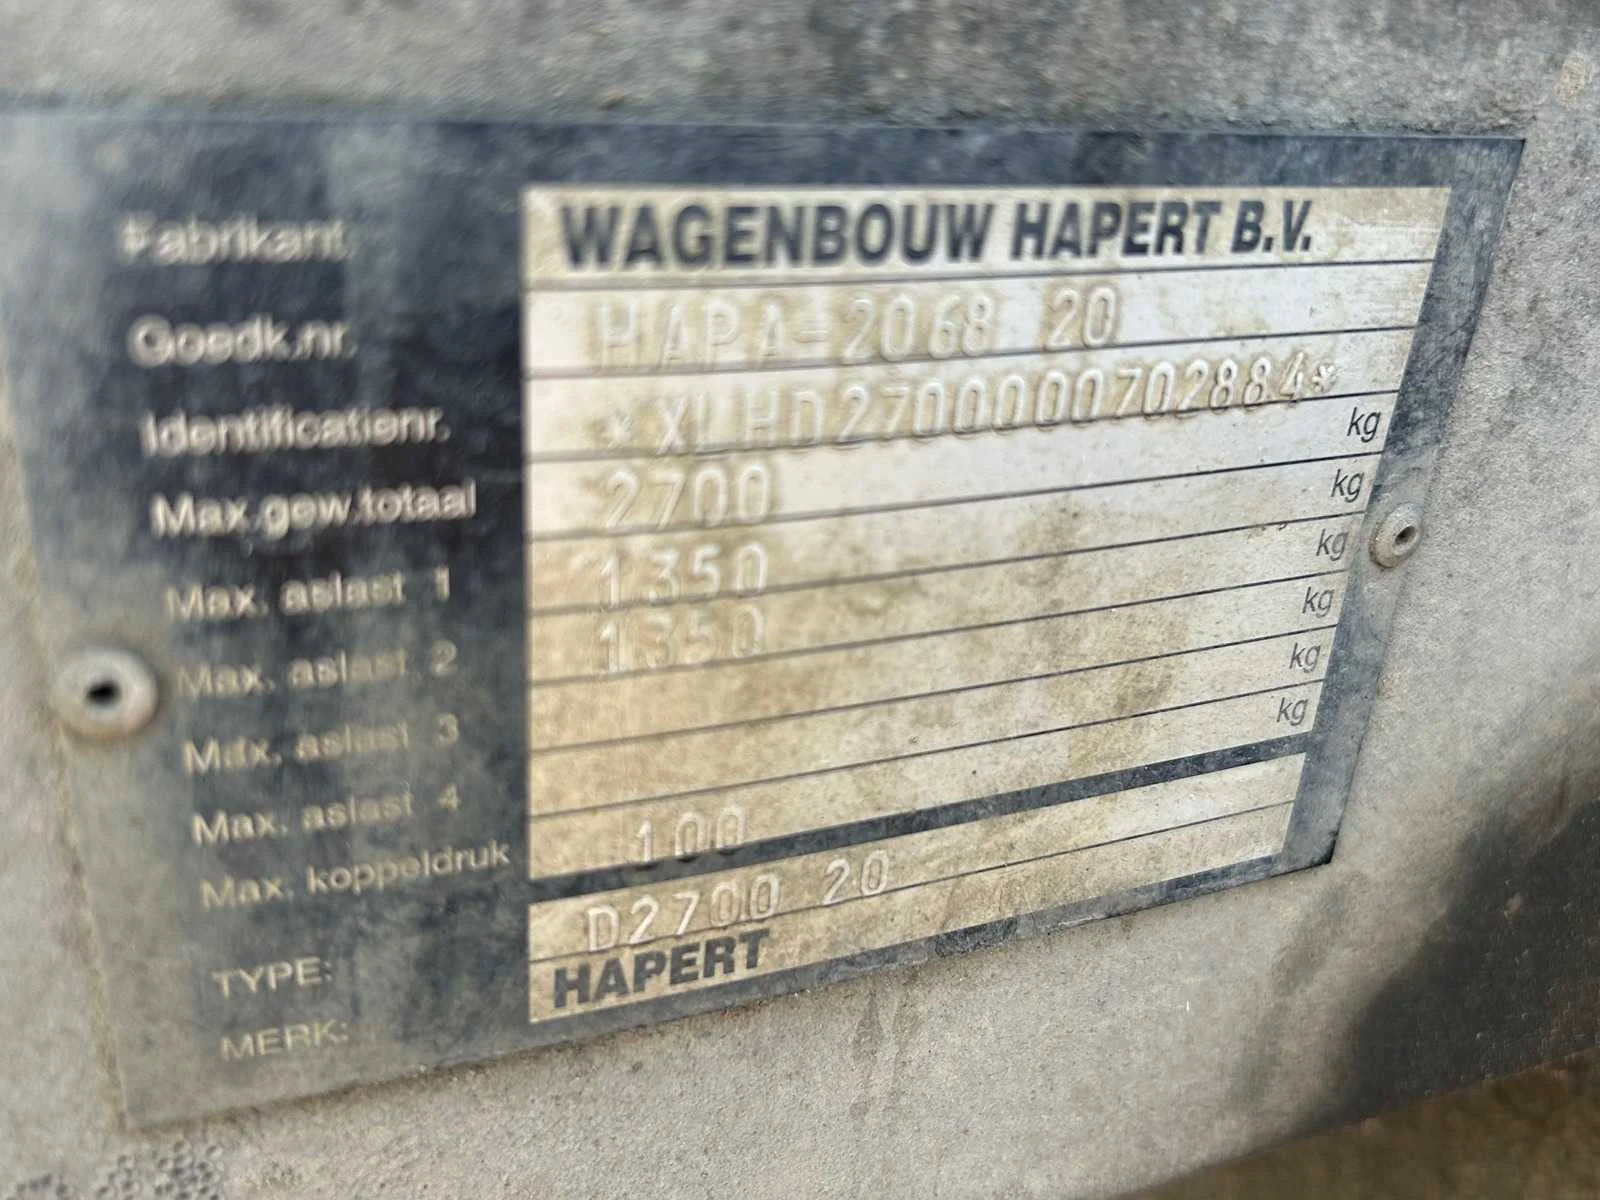 Fabrikant WAGENBOUW HAPERT B.V.
Goedk.nr. HAPA-2068 20
Identificatienr. *XLHD2700000702884*
Max.gew.totaal 2700 kg
Max. aslast 1 1350 kg
Max. aslast 2 1350 kg
Max. aslast 3 kg
Max. aslast 4 kg
Max. koppeldruk 100 kg
TYPE: D2700 20
MERK: HAPERT